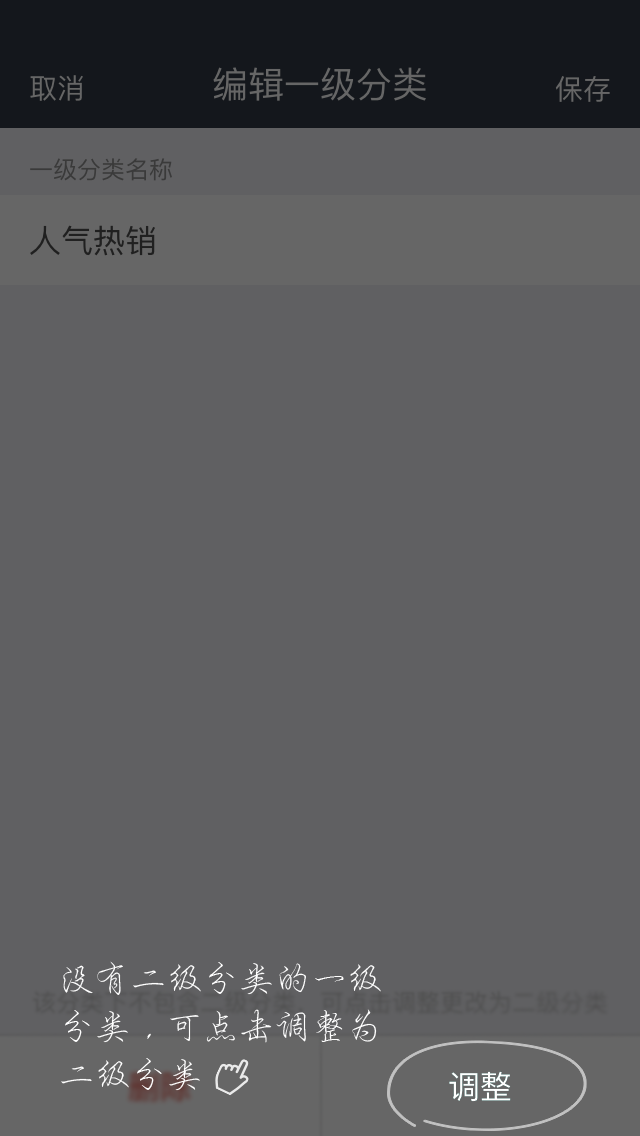 取消
编辑一级分类
保存
一级分类名称
人气热销
没有二级分类的一级
该分类下不包含二级分类，可点击调整更改为二级分类
分类，可点击调整为
二级分类
删除
调整